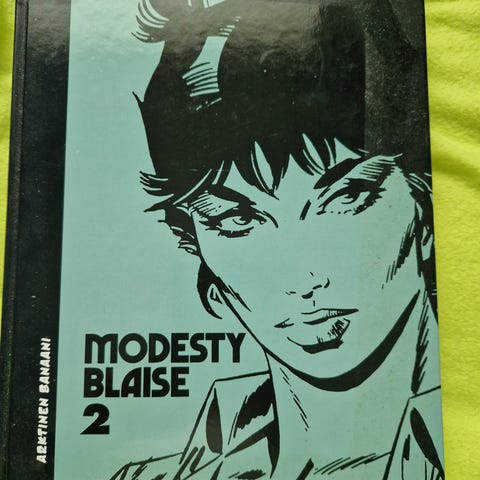 MODESTY
BLAISE
2
ARKTINEN BANAANI